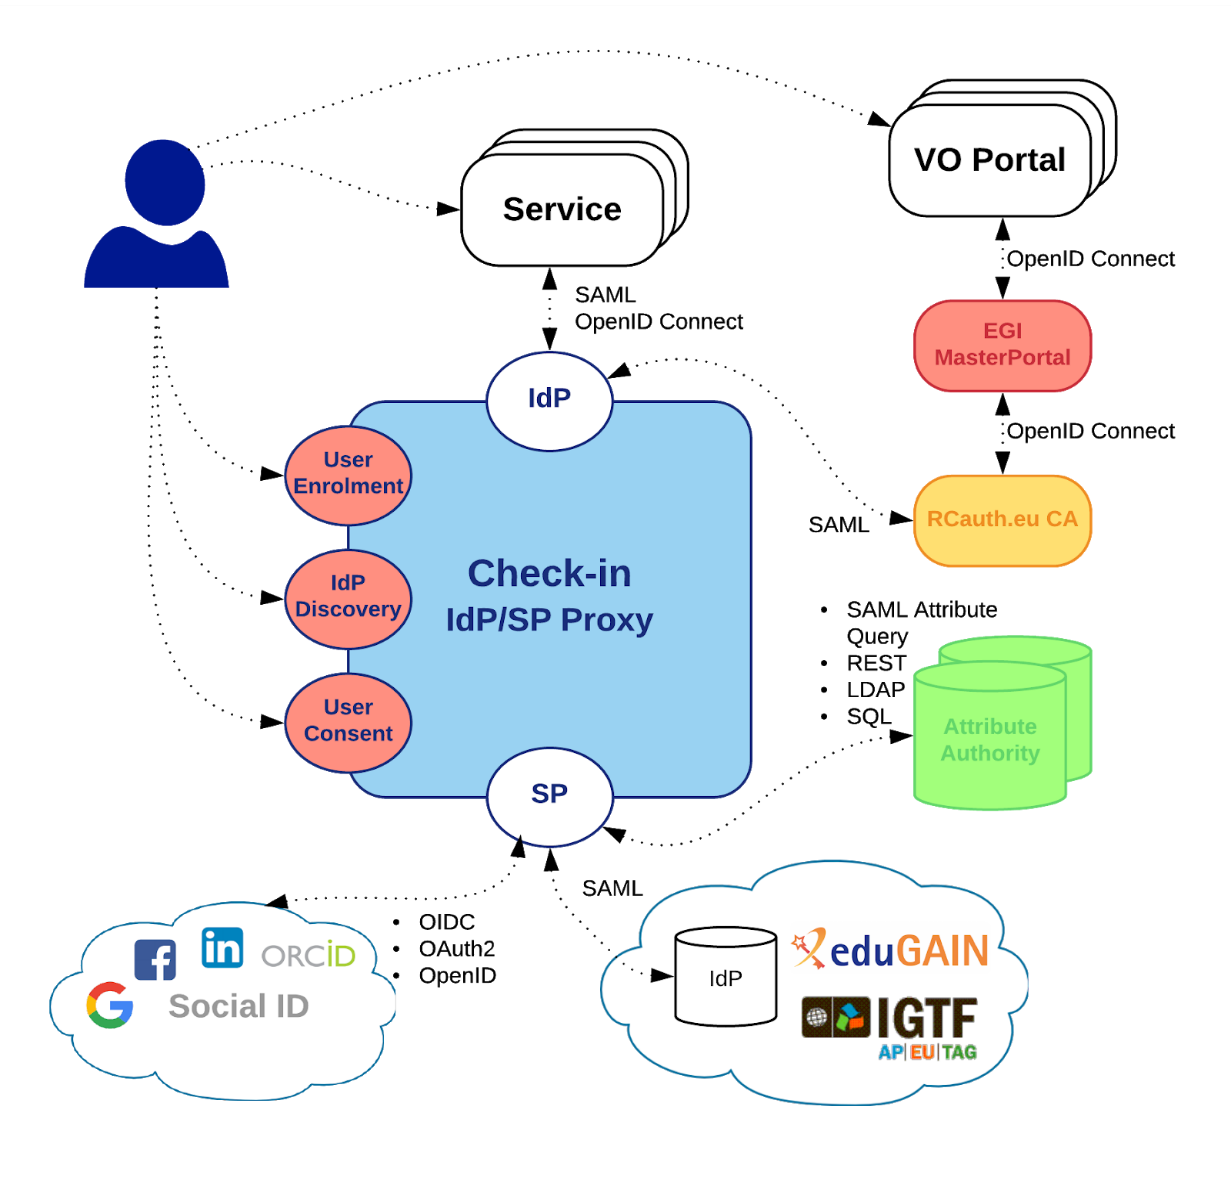 VO Portal
Service
OpenID Connect
SAML
OpenID Connect
EGI
MasterPortal
IdP
OpenID Connect
User
Enrolment
RCauth.eu CA
SAML
Check-in
IdP/SP Proxy
IdP
Discovery
• SAML Attribute
Query
• REST
• LDAP
• SQL
User
Consent
Attribute
Authority
SP
SAML
• OIDC
• OAuth2
• OpenID
f
in
ORCiD
G
Social ID
IdP
eduGAIN
IGTF
AP|EU|TAG